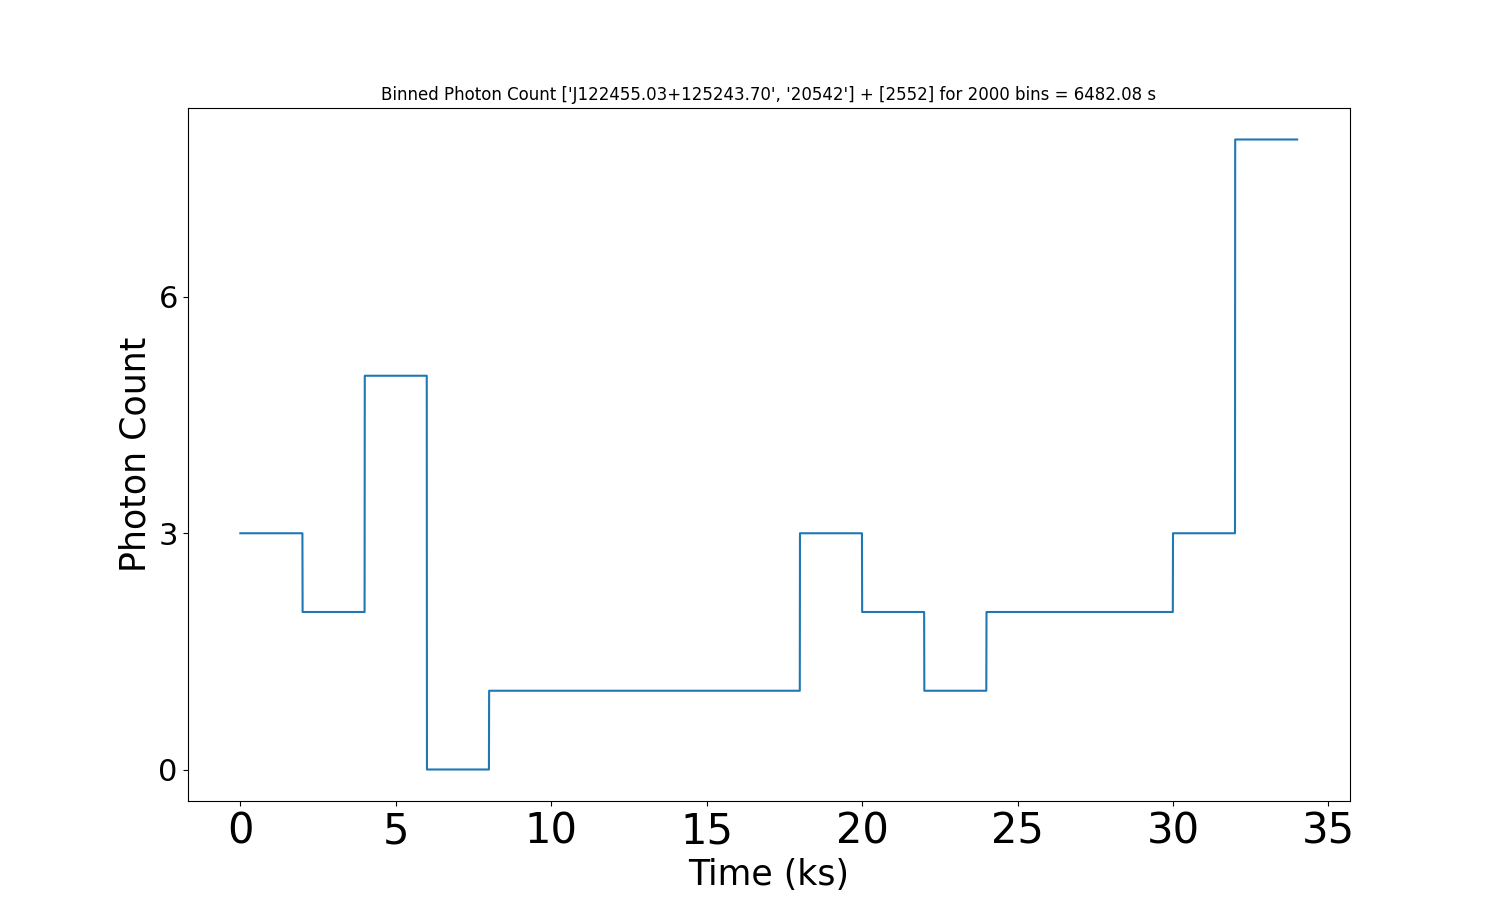 Binned Photon Count ['J122455.03+125243.70', '20542'] + [2552] for 2000 bins = 6482.08 s
Photon Count
6
3
0
0 5 10 15 20 25 30 35
Time (ks)